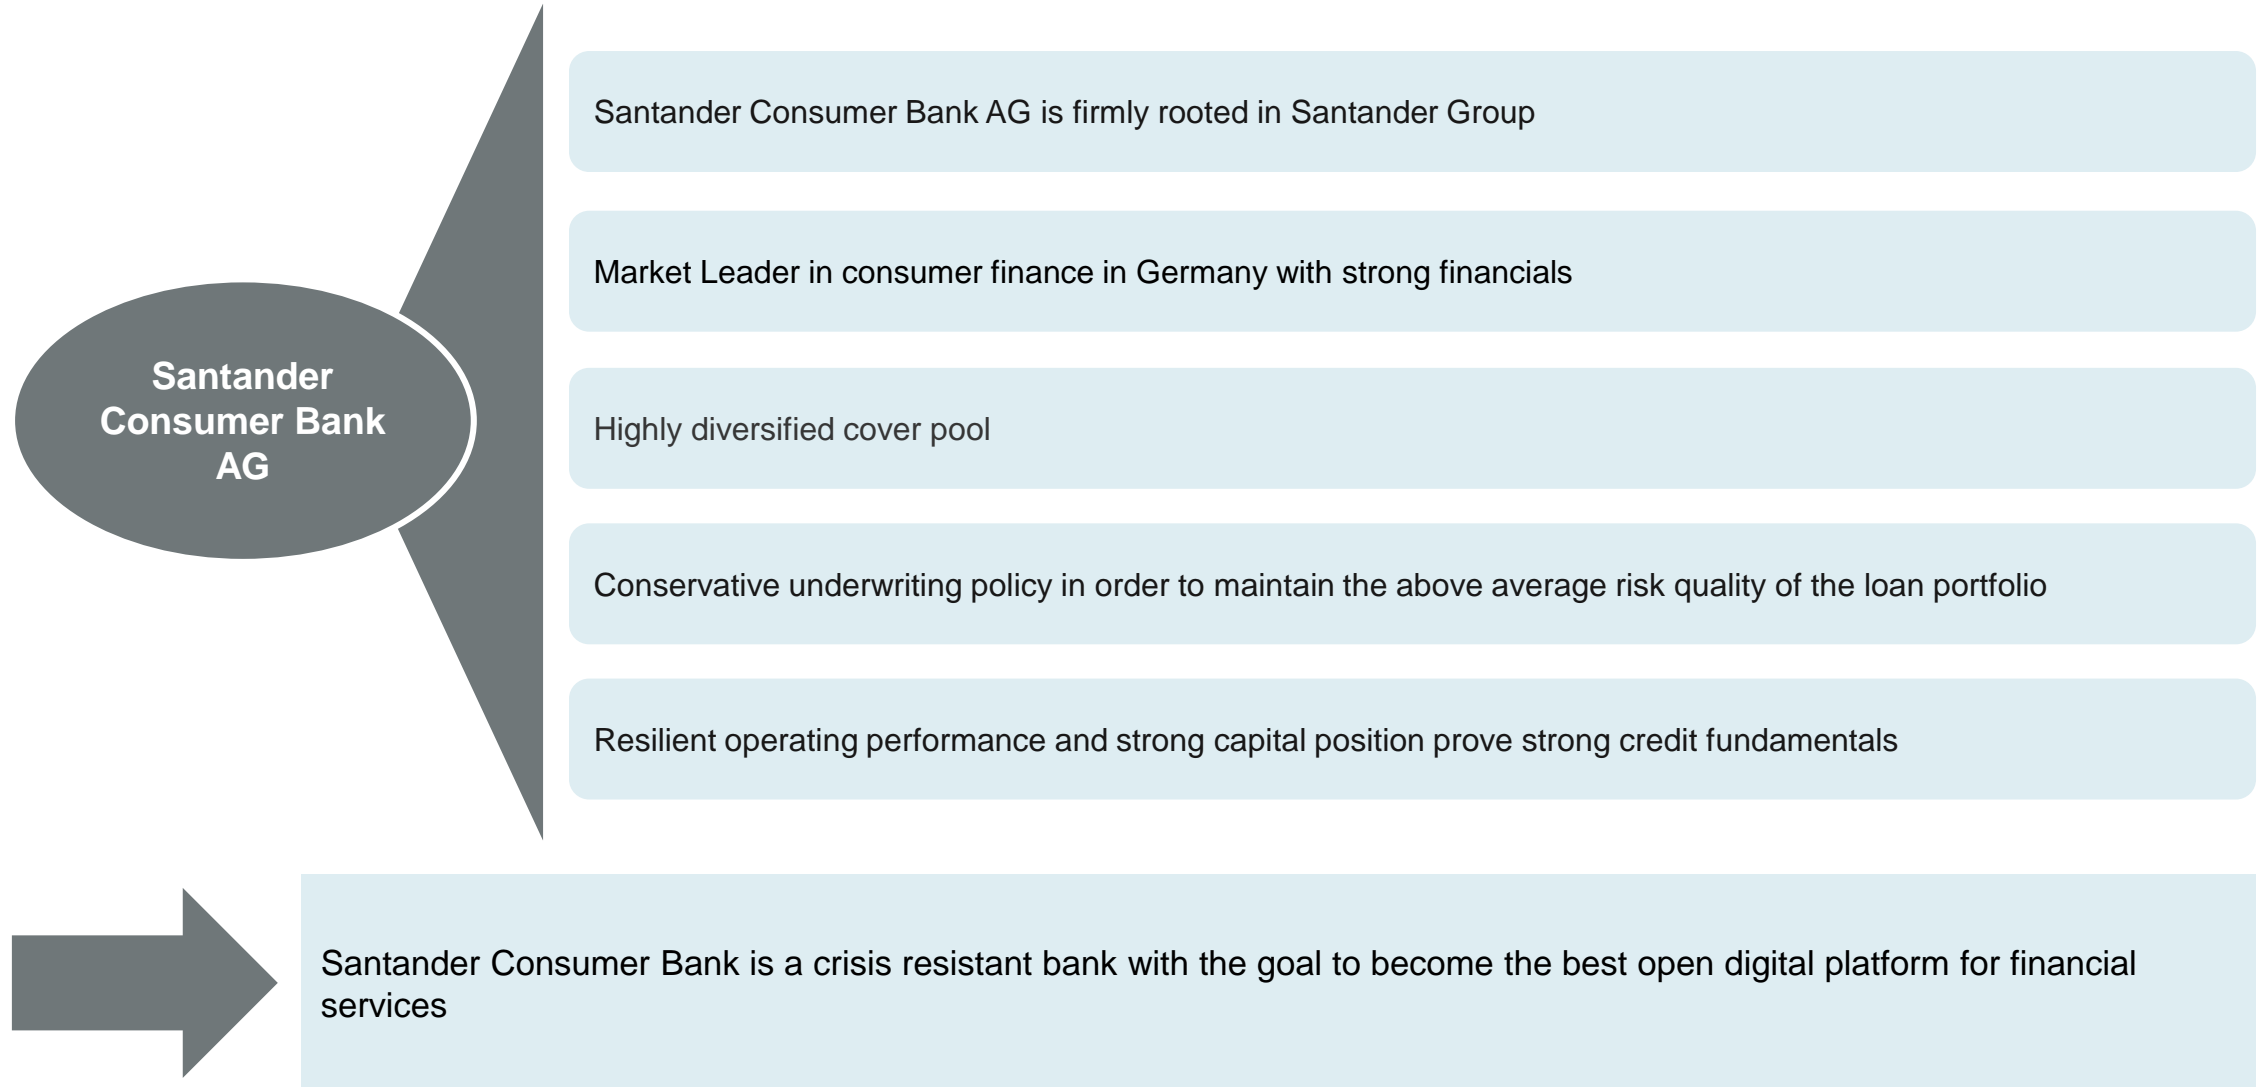 Santander Consumer Bank AG is firmly rooted in Santander Group
Market Leader in consumer finance in Germany with strong financials
Santander
Consumer Bank
AG
Highly diversified cover pool
Conservative underwriting policy in order to maintain the above average risk quality of the loan portfolio
Resilient operating performance and strong capital position prove strong credit fundamentals
Santander Consumer Bank is a crisis resistant bank with the goal to become the best open digital platform for financial
services